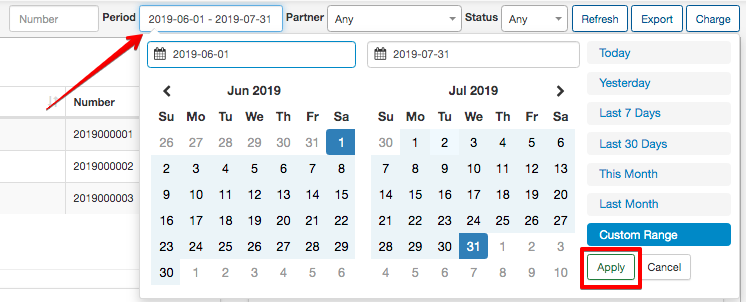 Number Period 2019-06-01 - 2019-07-31 Partner Any Status Any Refresh Export Charge
2019-06-01 2019-07-31 Today
Jun 2019 Jul 2019 Yesterday
Number Su Mo Tu We Th Fr Sa Su Mo Tu We Th Fr Sa Last 7 Days
2019000001 26 27 28 29 30 31 1 30 1 2 3 4 5 6 Last 30 Days
2019000002 2 3 4 5 6 7 8 7 8 9 10 11 12 13 This Month
2019000003 9 10 11 12 13 14 15 14 15 16 17 18 19 20 Last Month
16 17 18 19 20 21 22 21 22 23 24 25 26 27 Custom Range
23 24 25 26 27 28 29 28 29 30 31 1 2 3 Apply Cancel
30 1 2 3 4 5 6 4 5 6 7 8 9 10